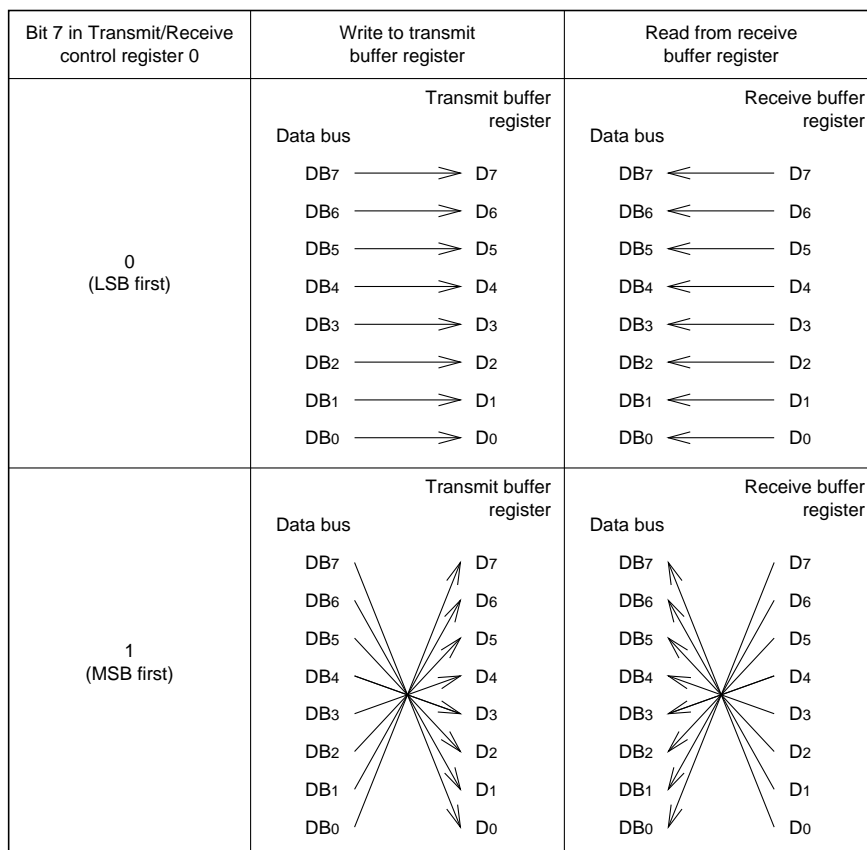 Bit 7 in Transmit/Receive
control register 0
Write to transmit
buffer register
Read from receive
buffer register
0
(LSB first)
Transmit buffer
register
Data bus
DB7 D7
DB6 D6
DB5 D5
DB4 D4
DB3 D3
DB2 D2
DB1 D1
DB0 D0
Receive buffer
register
Data bus
DB7 D7
DB6 D6
DB5 D5
DB4 D4
DB3 D3
DB2 D2
DB1 D1
DB0 D0
1
(MSB first)
Transmit buffer
register
Data bus
DB7 D7
DB6 D6
DB5 D5
DB4 D4
DB3 D3
DB2 D2
DB1 D1
DB0 D0
Receive buffer
register
Data bus
DB7 D7
DB6 D6
DB5 D5
DB4 D4
DB3 D3
DB2 D2
DB1 D1
DB0 D0